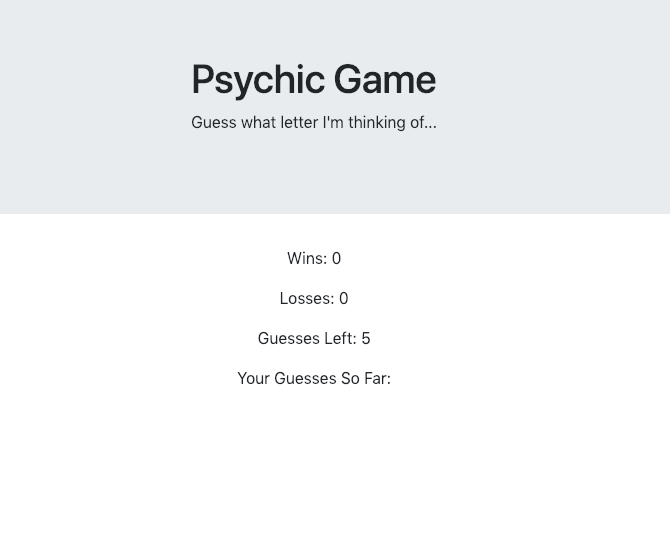 Psychic Game
Guess what letter I'm thinking of...
Wins: 0
Losses: 0
Guesses Left: 5
Your Guesses So Far: